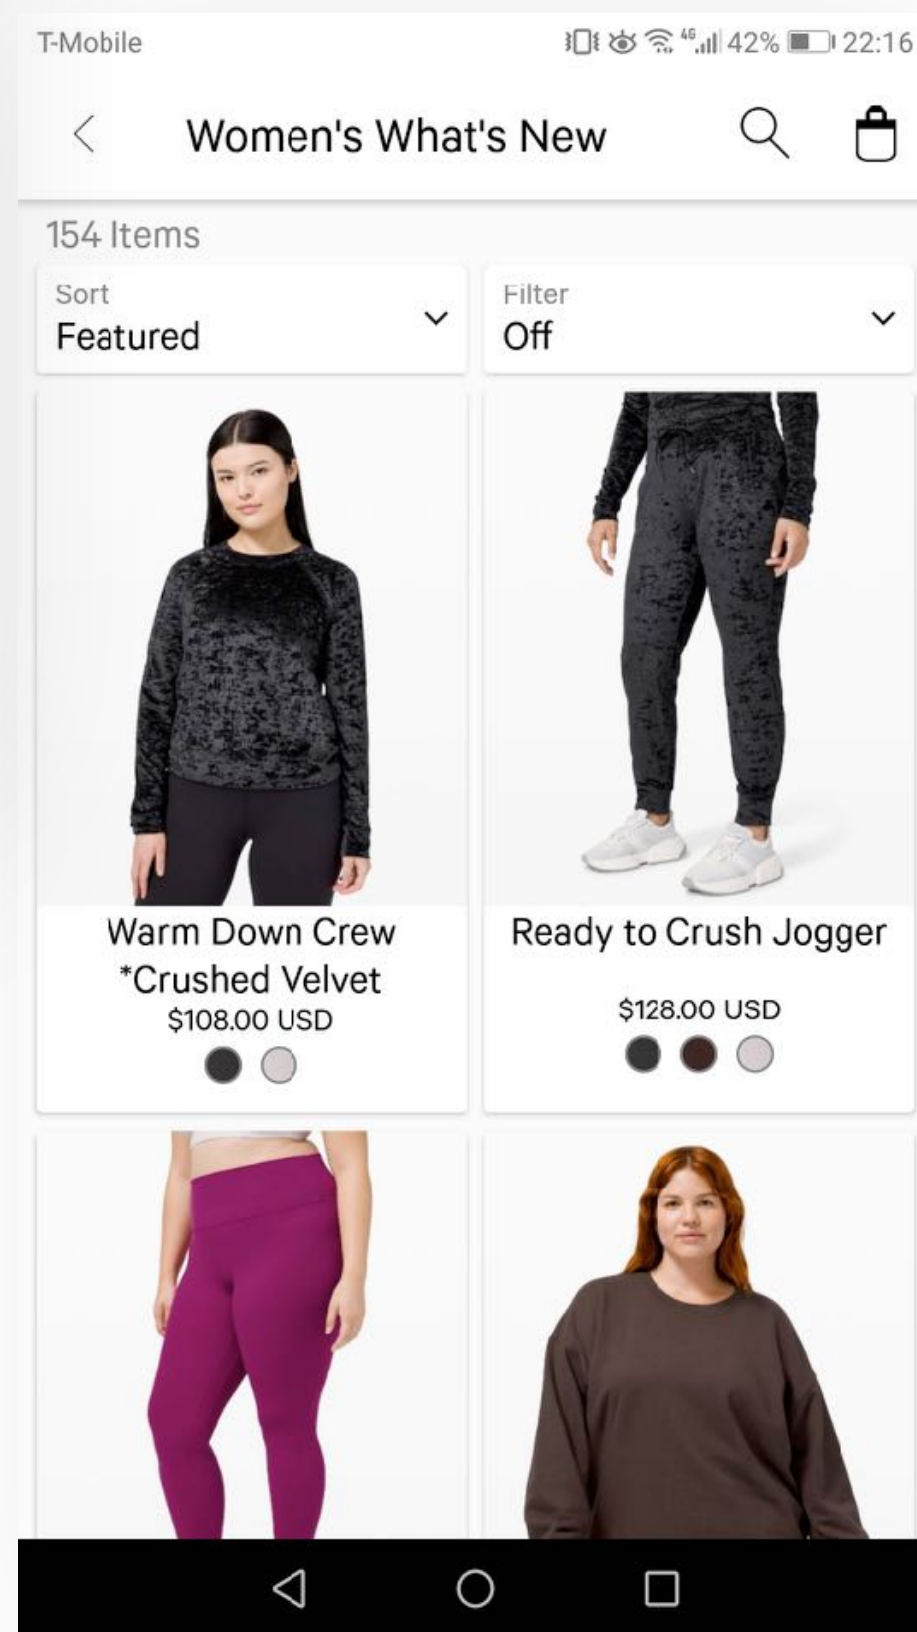 T-Mobile 4G 42% 22:16
Women's What's New
154 Items
Sort
Featured
Filter
Off
Warm Down Crew
*Crushed Velvet
$108.00 USD
Ready to Crush Jogger
$128.00 USD